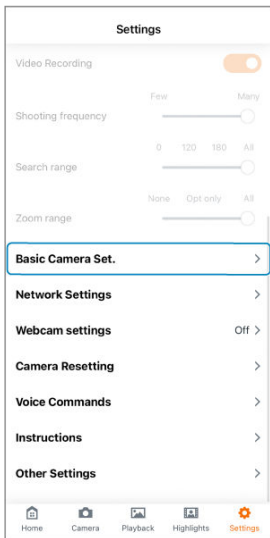 Settings
Video Recording
Few Many
Shooting frequency
0 120 180 All
Search range
None Opt only All
Zoom range
Basic Camera Set.
Network Settings
Webcam settings Off
Camera Resetting
Voice Commands
Instructions
Other Settings
Home Camera Playback Highlights Settings